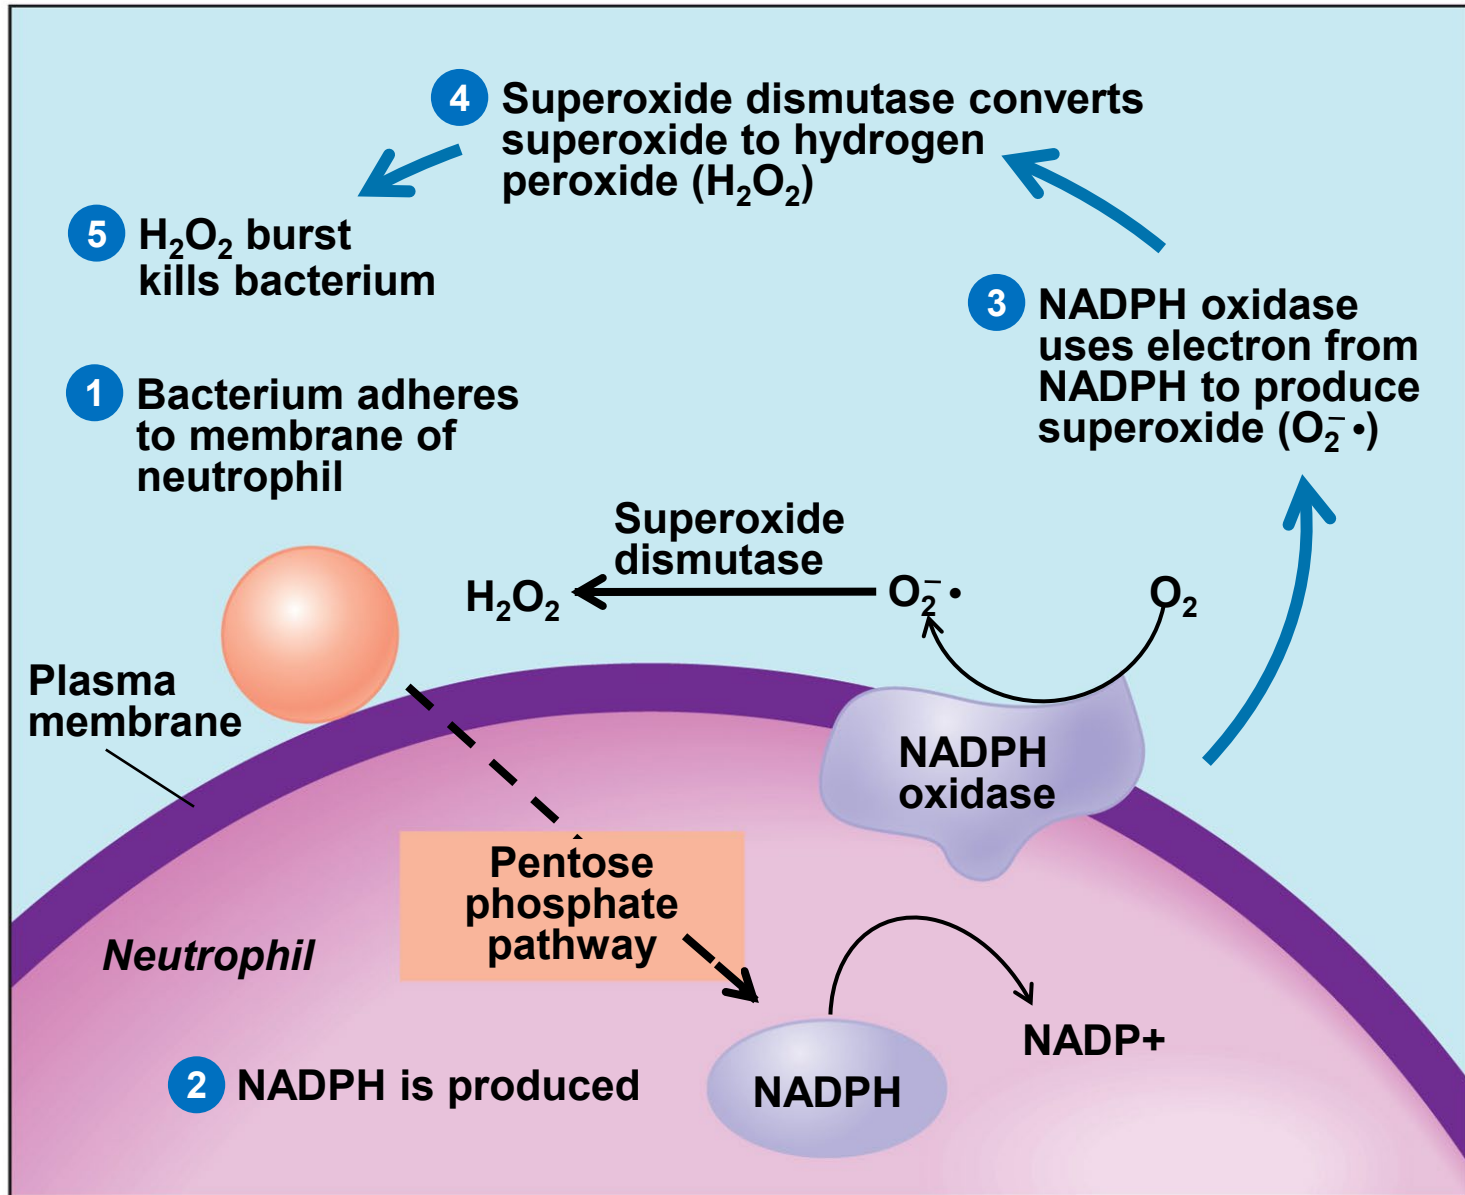 4 Superoxide dismutase converts
superoxide to hydrogen
peroxide (H₂O₂)
5 H₂O₂ burst
kills bacterium
3 NADPH oxidase
uses electron from
NADPH to produce
superoxide (O₂⁻•)
1 Bacterium adheres
to membrane of
neutrophil
Superoxide
dismutase
H₂O₂
O₂⁻•
O₂
Plasma
membrane
NADPH
oxidase
Pentose
phosphate
pathway
Neutrophil
NADP+
2 NADPH is produced
NADPH